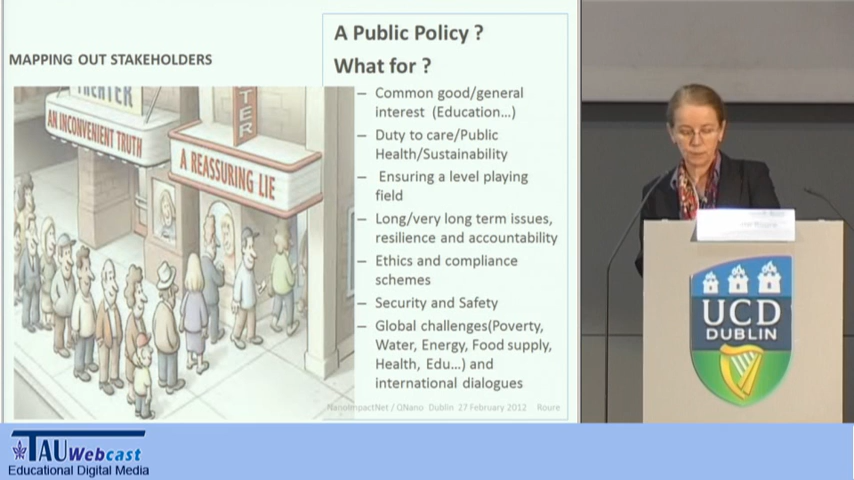 MAPPING OUT STAKEHOLDERS
THEATER
AN INCONVENIENT TRUTH
TER
A REASSURING LIE
A Public Policy ?
What for ?
– Common good/general
interest (Education...)
– Duty to care/Public
Health/Sustainability
– Ensuring a level playing
field
– Long/very long term issues,
resilience and accountability
– Ethics and compliance
schemes
– Security and Safety
– Global challenges(Poverty,
Water, Energy, Food supply,
Health, Edu...) and
international dialogues
NanoImpactNet / QNano Dublin 27 February 2012 Roure
UCD
DUBLIN
TAU Webcast
Educational Digital Media